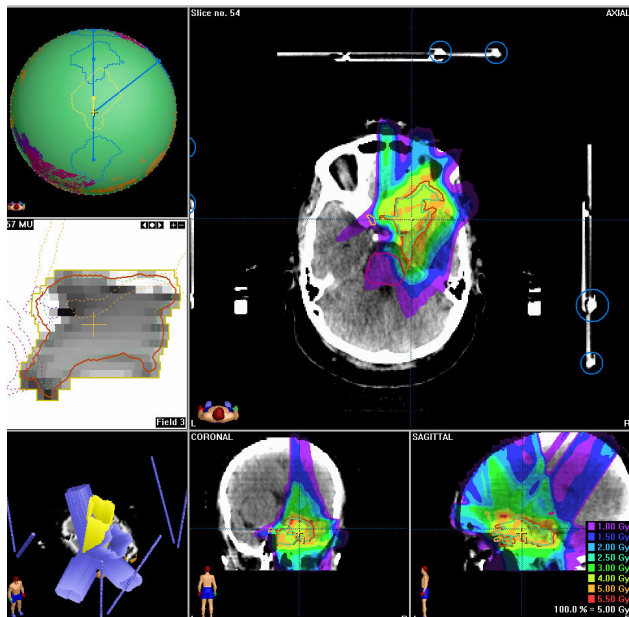 Slice no. 54
AXIAL
57 MU
Field 3
L
R
CORONAL
SAGITTAL
1.00 Gy
1.50 Gy
2.00 Gy
2.50 Gy
3.00 Gy
4.00 Gy
5.00 Gy
5.50 Gy
100.0 % = 5.00 Gy
L